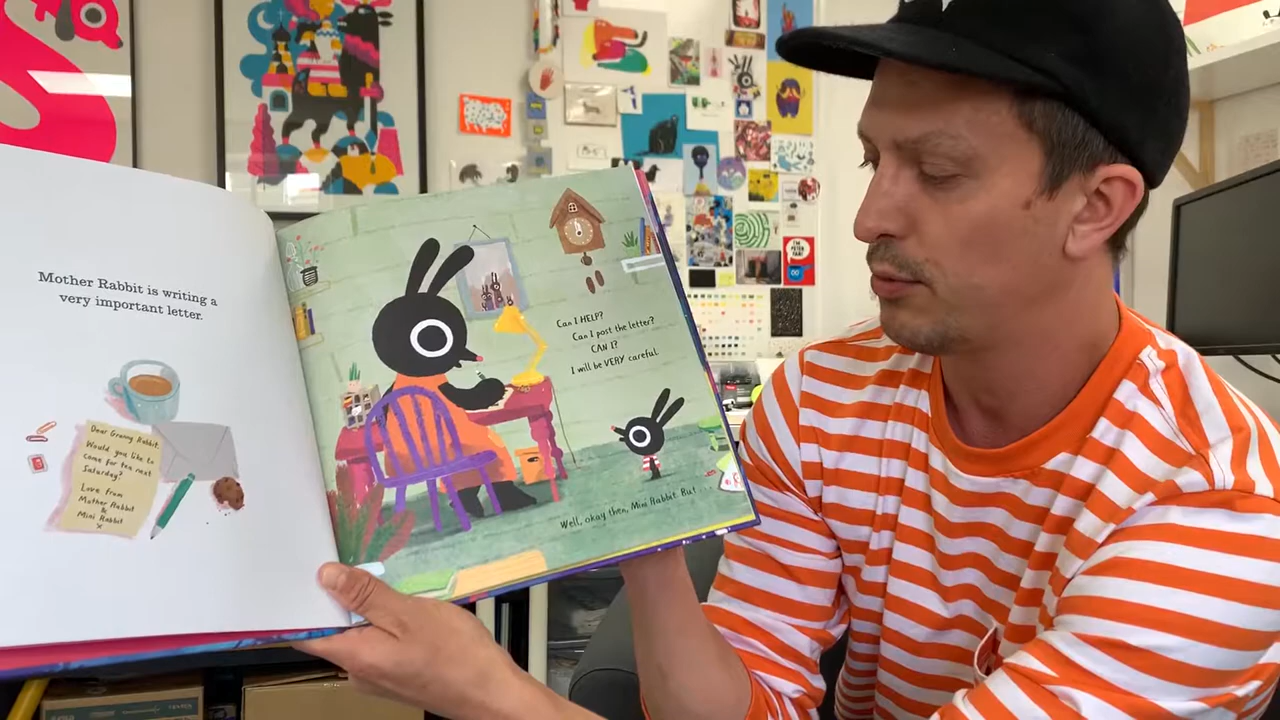 Mother Rabbit is writing a
very important letter.
Dear Granny Rabbit,
Would you like to
come for tea next
Saturday?
Love from
Mother Rabbit
&
Mini Rabbit
X
Can I HELP?
Can I post the letter?
CAN I?
I will be VERY careful.
Well, okay then, Mini Rabbit. But...